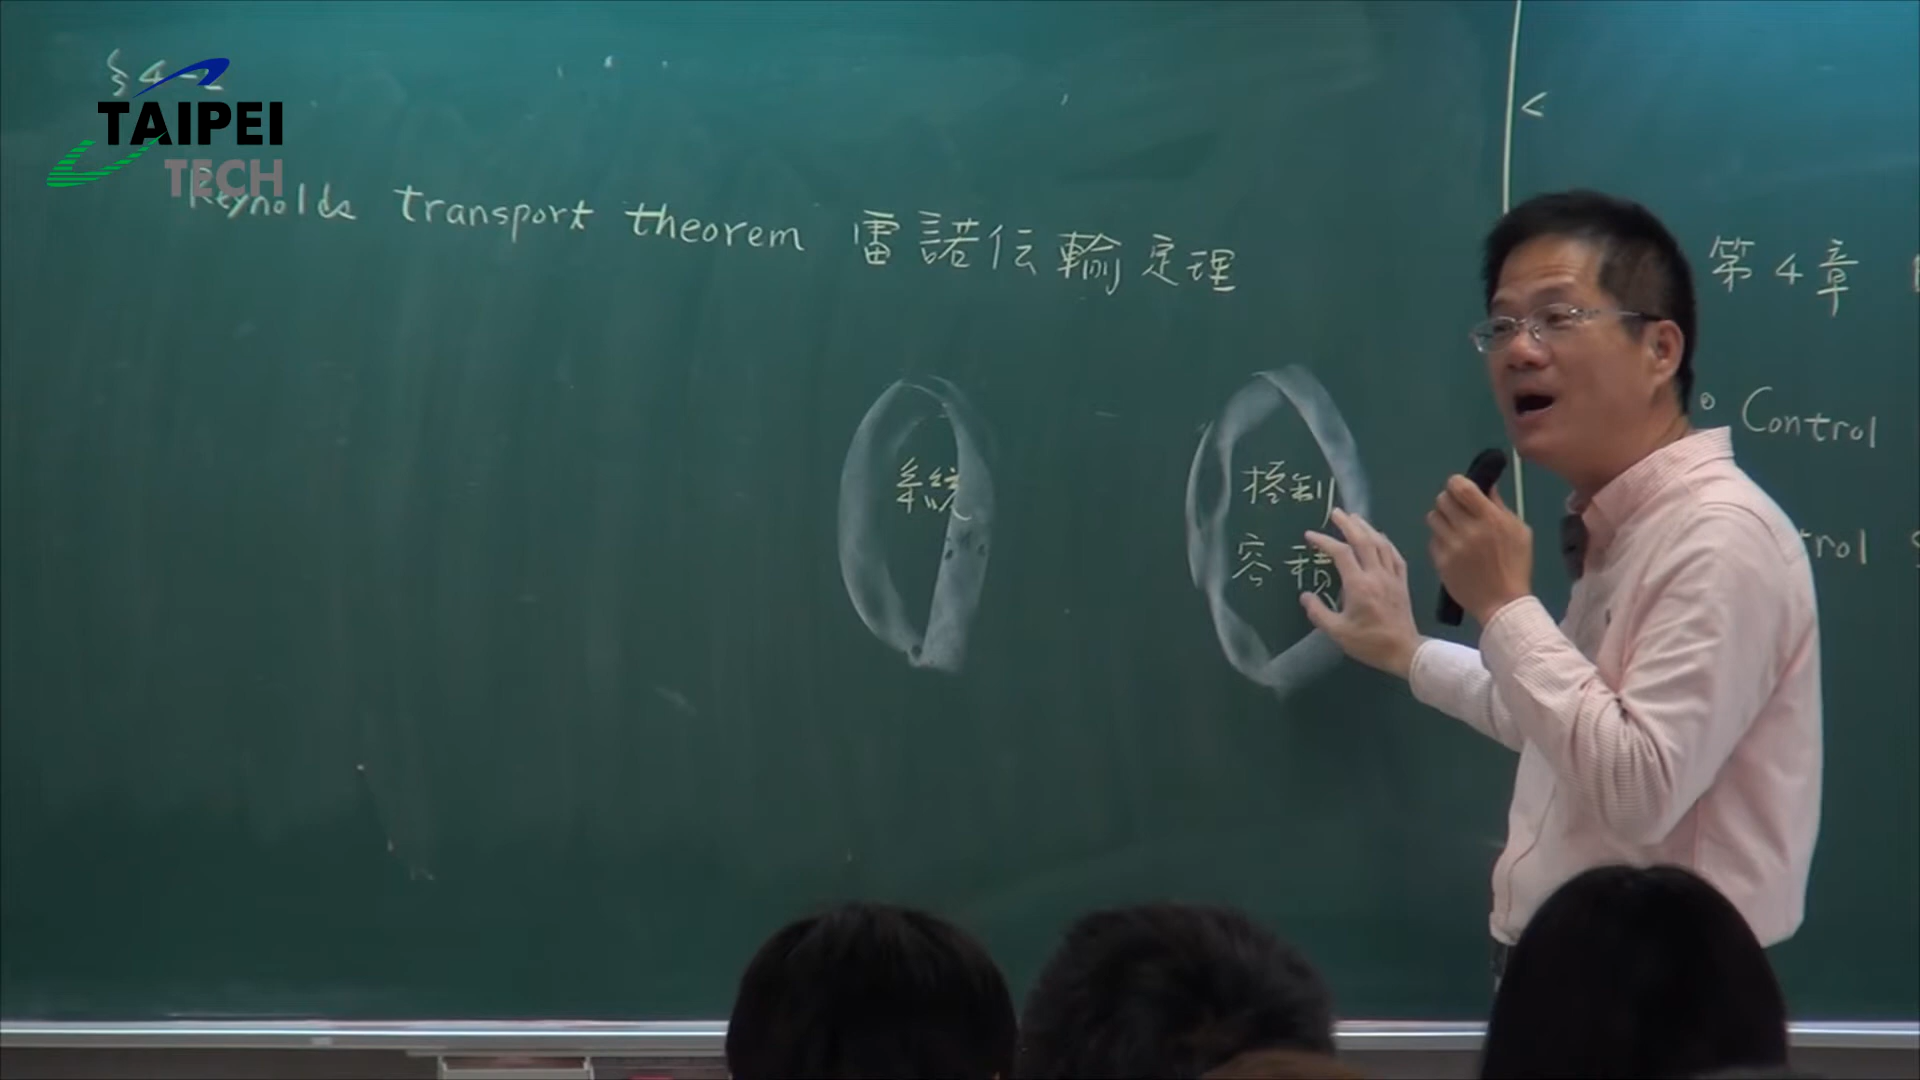 §4-2
TAIPEI
TECH
Reynolds transport theorem 雷諾伝輸定理
系統
控制
容積
<
第4章
Control
trol